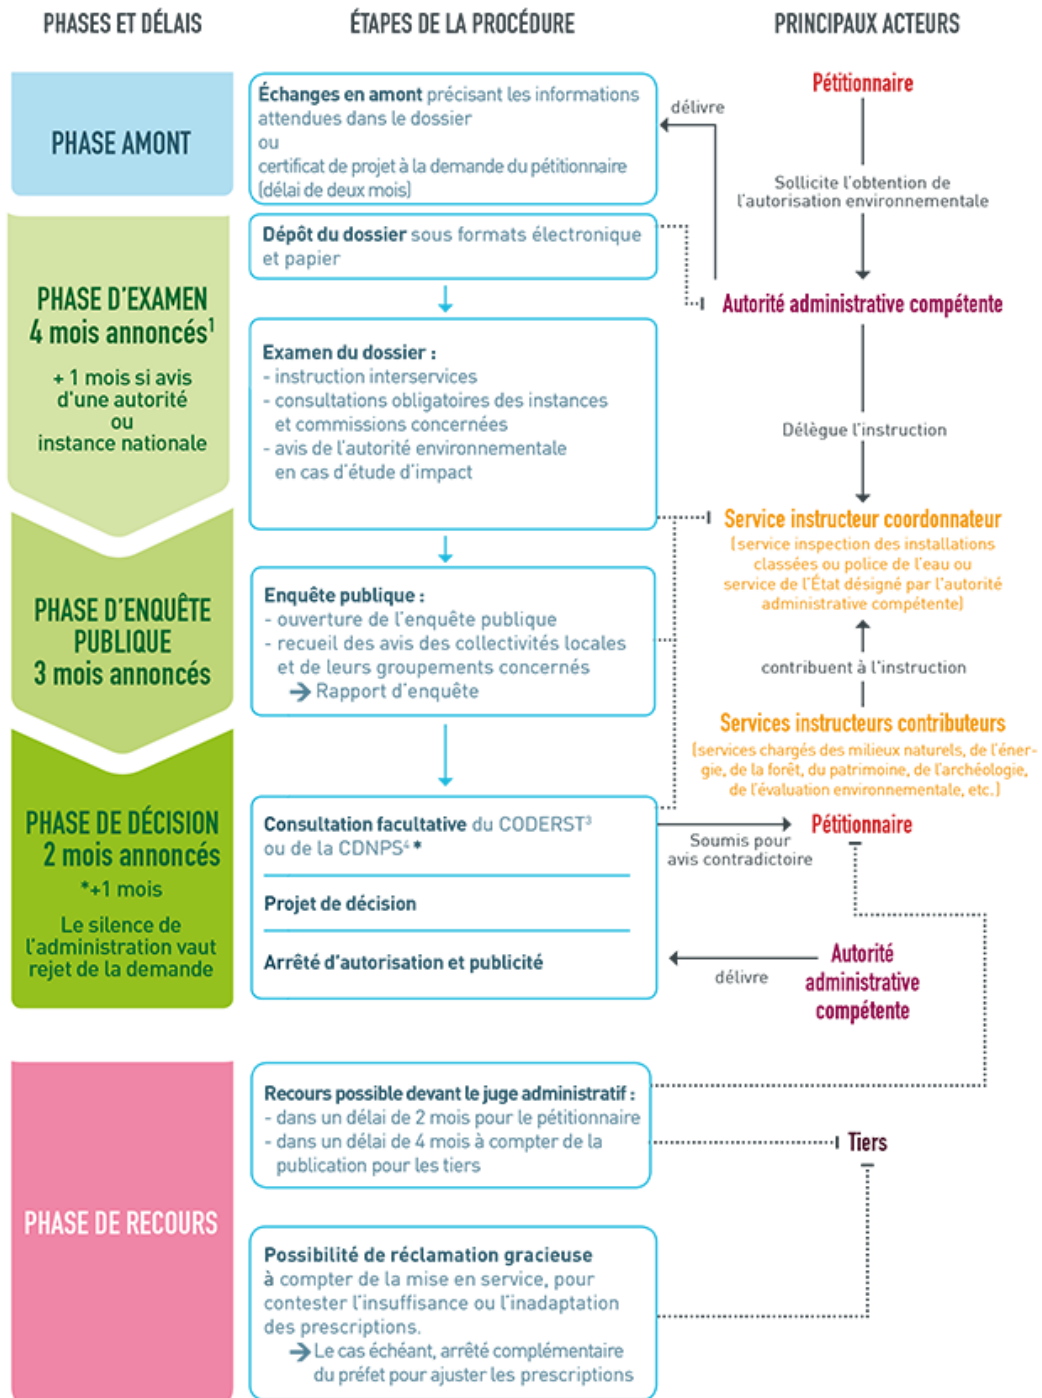 PHASES ET DÉLAIS
ÉTAPES DE LA PROCÉDURE
PRINCIPAUX ACTEURS
PHASE AMONT
Échanges en amont précisant les informations
attendues dans le dossier
ou
certificat de projet à la demande du pétitionnaire
(délai de deux mois)
délivre
Pétitionnaire
Sollicite l'obtention de
l'autorisation environnementale
PHASE D'EXAMEN
4 mois annoncés¹
+ 1 mois si avis
d'une autorité
ou
instance nationale
Dépôt du dossier sous formats électronique
et papier
Autorité administrative compétente
Examen du dossier :
- instruction interservices
- consultations obligatoires des instances
et commissions concernées
- avis de l'autorité environnementale
en cas d'étude d'impact
Délègue l'instruction
Service instructeur coordonnateur
(service inspection des installations
classées ou police de l'eau ou
service de l'État désigné par l'autorité
administrative compétente)
PHASE D'ENQUÊTE
PUBLIQUE
3 mois annoncés
Enquête publique :
- ouverture de l'enquête publique
- recueil des avis des collectivités locales
et de leurs groupements concernés
→ Rapport d'enquête
contribuent à l'instruction
Services instructeurs contributeurs
(services chargés des milieux naturels, de l'éner-
gie, de la forêt, du patrimoine, de l'archéologie,
de l'évaluation environnementale, etc.)
PHASE DE DÉCISION
2 mois annoncés
*+1 mois
Le silence de
l'administration vaut
rejet de la demande
Consultation facultative du CODERST³
ou de la CDNPS⁴ *
Projet de décision
Arrêté d'autorisation et publicité
Soumis pour
avis contradictoire
Pétitionnaire
délivre
Autorité
administrative
compétente
PHASE DE RECOURS
Recours possible devant le juge administratif :
- dans un délai de 2 mois pour le pétitionnaire
- dans un délai de 4 mois à compter de la
publication pour les tiers
Tiers
Possibilité de réclamation gracieuse
à compter de la mise en service, pour
contester l'insuffisance ou l'inadaptation
des prescriptions.
→ Le cas échéant, arrêté complémentaire
du préfet pour ajuster les prescriptions